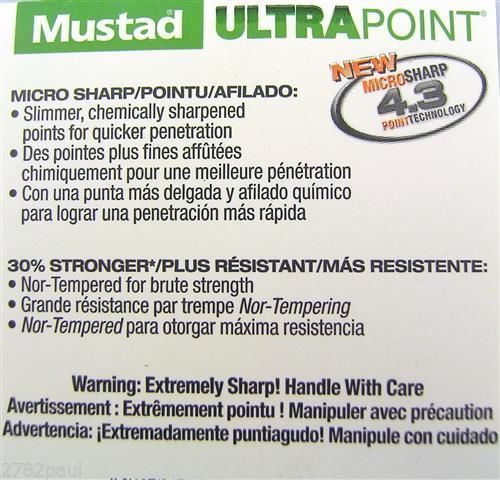 Mustad® ULTRAPOINT®
NEW
MICROSHARP
4.3
POINT TECHNOLOGY
MICRO SHARP/POINTU/AFILADO:
• Slimmer, chemically sharpened
points for quicker penetration
• Des pointes plus fines affûtées
chimiquement pour une meilleure pénétration
• Con una punta más delgada y afilado químico
para lograr una penetración más rápida
30% STRONGER*/PLUS RÉSISTANT/MÁS RESISTENTE:
• Nor-Tempered for brute strength
• Grande résistance par trempe Nor-Tempering
• Nor-Tempered para otorgar máxima resistencia
Warning: Extremely Sharp! Handle With Care
Avertissement : Extrêmement pointu ! Manipuler avec précaution
Advertencia: ¡Extremadamente puntiagudo! Manipule con cuidado
2782paul